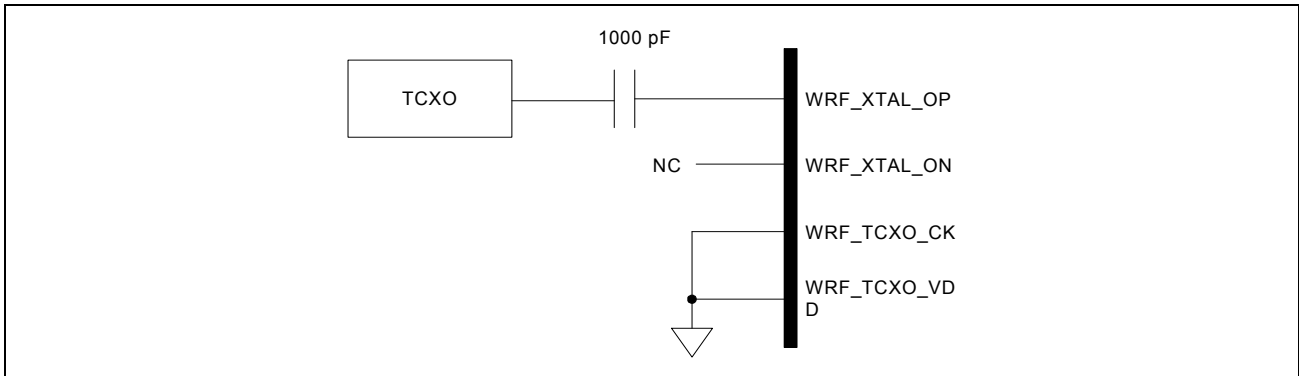 1000 pF
TCXO
WRF_XTAL_OP
NC
WRF_XTAL_ON
WRF_TCXO_CK
WRF_TCXO_VD
D